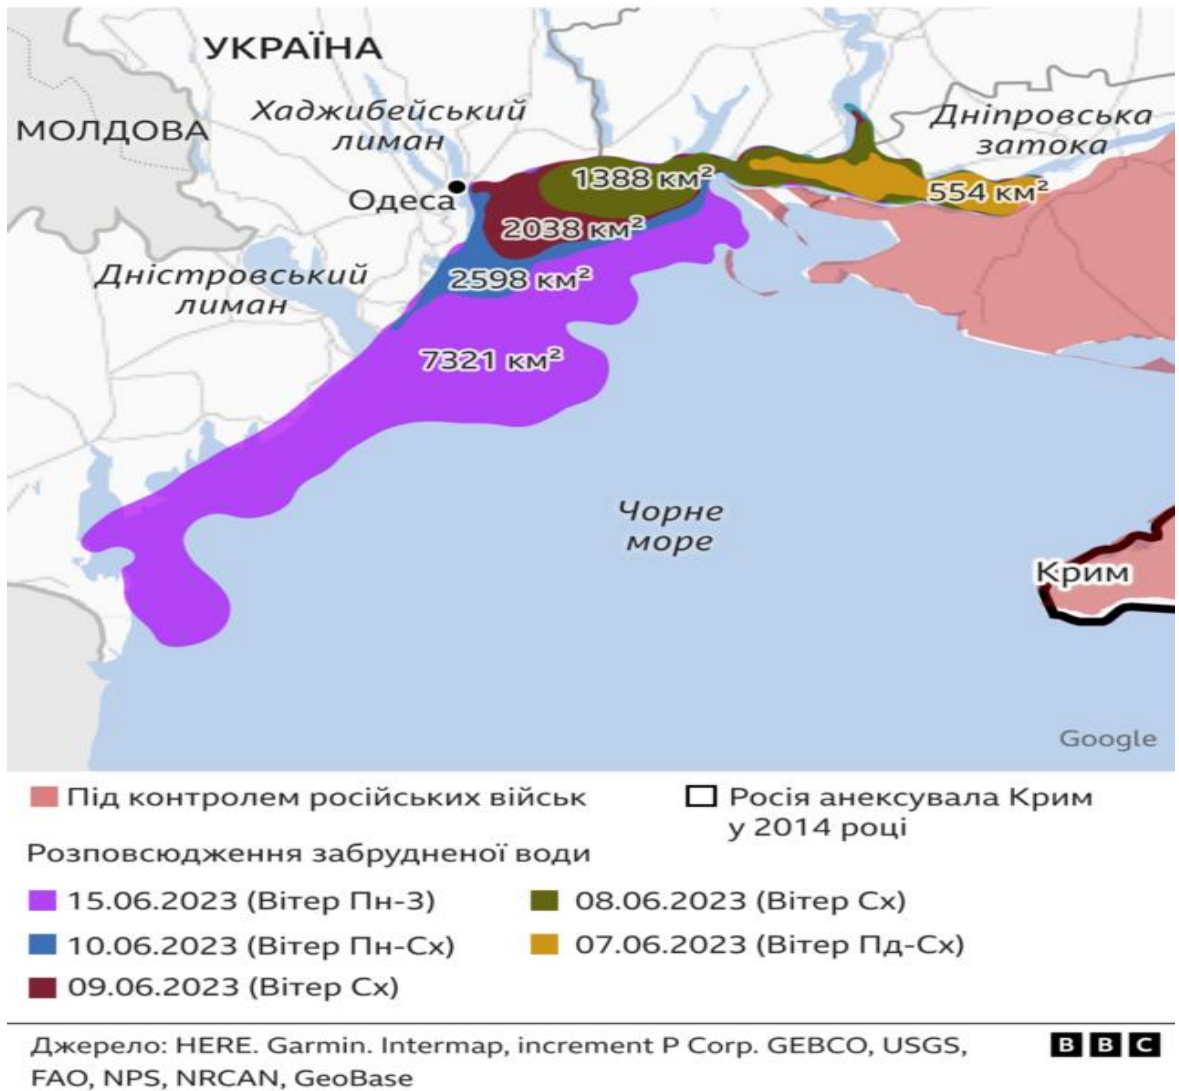 УКРАЇНА
Хаджибейський
лиман
МОЛДОВА
Дніпровська
затока
1388 км²
554 км²
Одеса
2038 км²
Дністровський
лиман
2598 км²
7321 км²
Чорне
море
Крим
Google
Під контролем російських військ
Росія анексувала Крим
у 2014 році
Розповсюдження забрудненої води
15.06.2023 (Вітер Пн-З)
08.06.2023 (Вітер Сх)
10.06.2023 (Вітер Пн-Сх)
07.06.2023 (Вітер Пд-Сх)
09.06.2023 (Вітер Сх)
Джерело: HERE. Garmin. Intermap, increment P Corp. GEBCO, USGS,
FAO, NPS, NRCAN, GeoBase
BBC